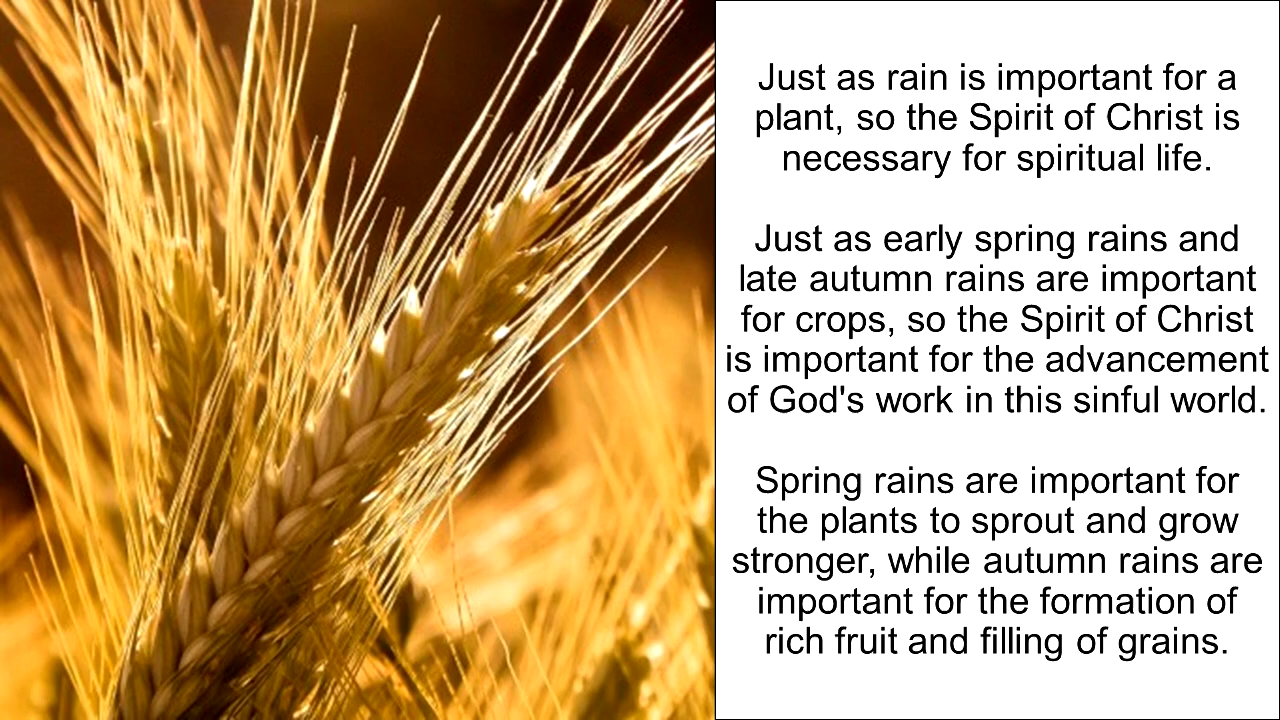 Just as rain is important for a
plant, so the Spirit of Christ is
necessary for spiritual life.
Just as early spring rains and
late autumn rains are important
for crops, so the Spirit of Christ
is important for the advancement
of God's work in this sinful world.
Spring rains are important for
the plants to sprout and grow
stronger, while autumn rains are
important for the formation of
rich fruit and filling of grains.